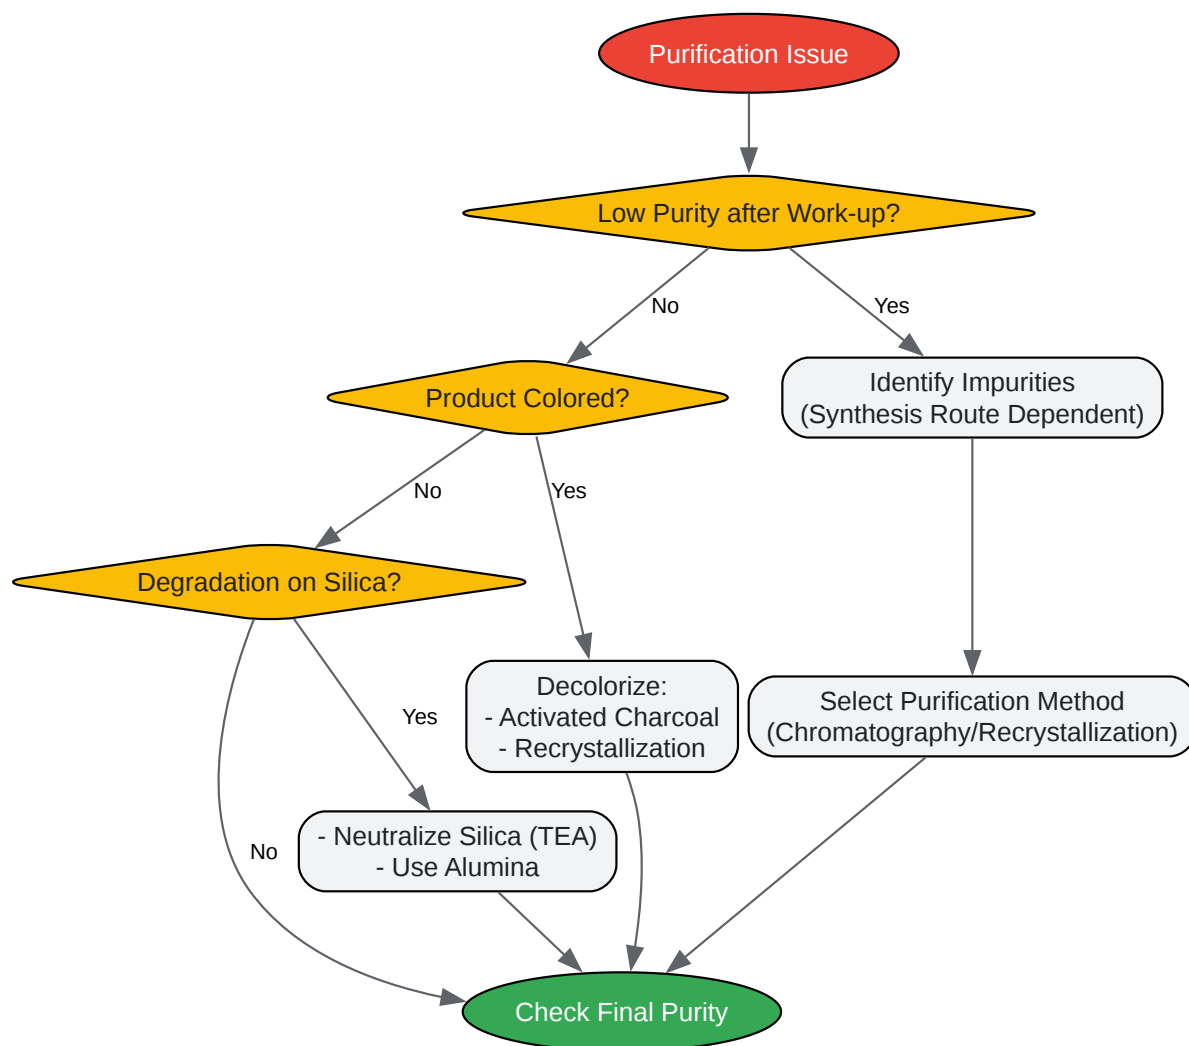 Purification Issue
Low Purity after Work-up?
No
Yes
Product Colored?
Identify Impurities
(Synthesis Route Dependent)
No
Yes
Degradation on Silica?
Decolorize:
- Activated Charcoal
- Recrystallization
Select Purification Method
(Chromatography/Recrystallization)
Yes
No
- Neutralize Silica (TEA)
- Use Alumina
Check Final Purity